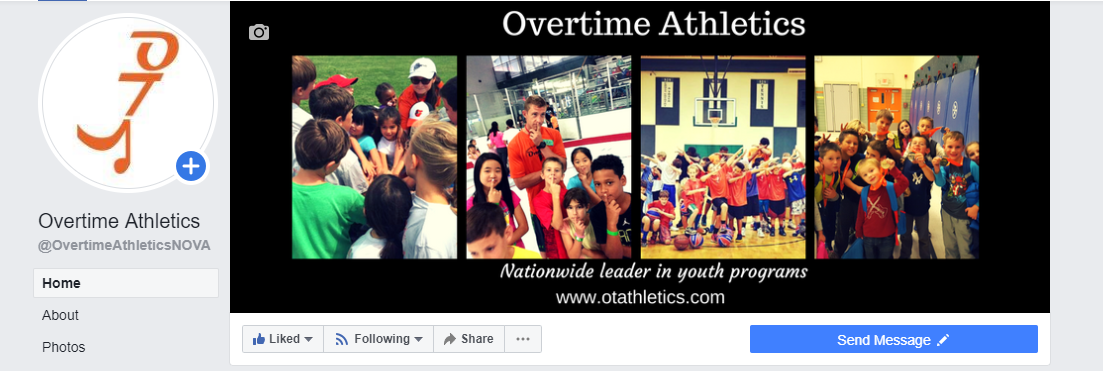 Overtime Athletics
Nationwide leader in youth programs
www.otathletics.com
Overtime Athletics
@OvertimeAthleticsNOVA
Home
About
Photos
Liked
Following
Share
Send Message